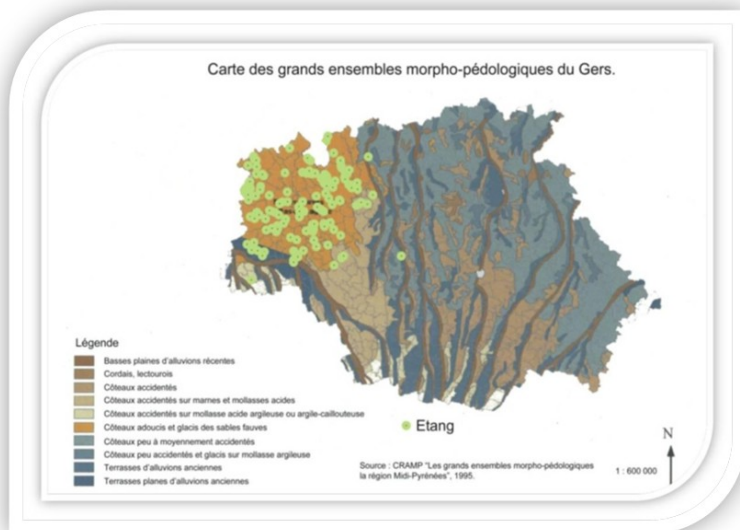 Carte des grands ensembles morpho-pédologiques du Gers.
Légende
Basses plaines d'alluvions récentes
Cordais, lectourois
Côteaux accidentés
Côteaux accidentés sur marnes et mollasses acides
Côteaux accidentés sur mollasse acide argileuse ou argile-caillouteuse
Côteaux adoucis et glacis des sables fauves
Côteaux peu à moyennement accidentés
Côteaux peu accidentés et glacis sur mollasse argileuse
Terrasses d'alluvions anciennes
Terrasses planes d'alluvions anciennes
Etang
Source : CRAMP "Les grands ensembles morpho-pédologiques
la région Midi-Pyrénées", 1995.
N
1 : 600 000